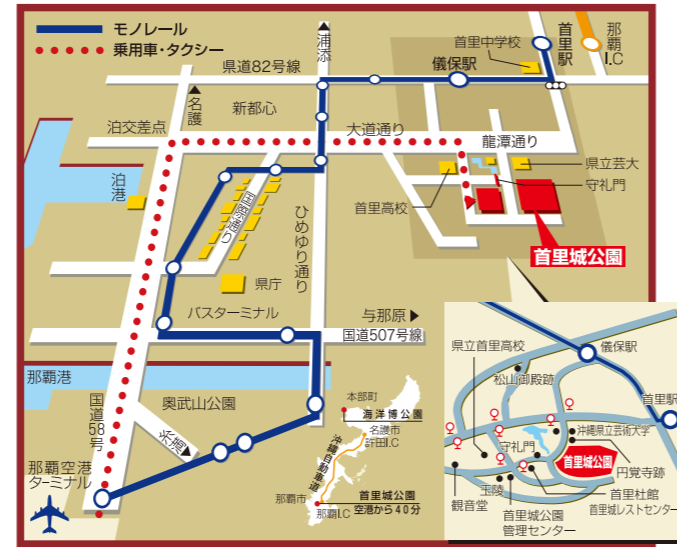 モノレール
乗用車・タクシー
浦添
首里中学校
首里駅
那覇I.C
県道82号線
儀保駅
名護
新都心
泊交差点
大道通り
龍潭通り
県立芸大
泊港
守礼門
首里高校
国際通り
ひめゆり通り
首里城公園
県庁
バスターミナル
与那原
国道507号線
那覇港
国道58号
奥武山公園
糸満
那覇空港
ターミナル
本部町
海洋博公園
名護市
許田I.C
沖縄自動車道
那覇市
那覇I.C
首里城公園
空港から40分
儀保駅
県立首里高校
松山御殿跡
首里駅
沖縄県立芸術大学
守礼門
首里城公園
円覚寺跡
玉陵
観音堂
首里杜館
首里城レストセンター
首里城公園
管理センター